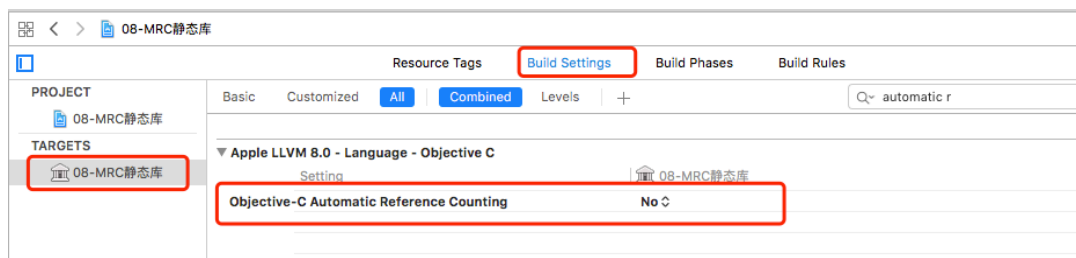 08-MRC静态库
Resource Tags Build Settings Build Phases Build Rules
PROJECT
Basic Customized All Combined Levels + automatic r
08-MRC静态库
TARGETS
Apple LLVM 8.0 - Language - Objective C
08-MRC静态库
Setting 08-MRC静态库
Objective-C Automatic Reference Counting No